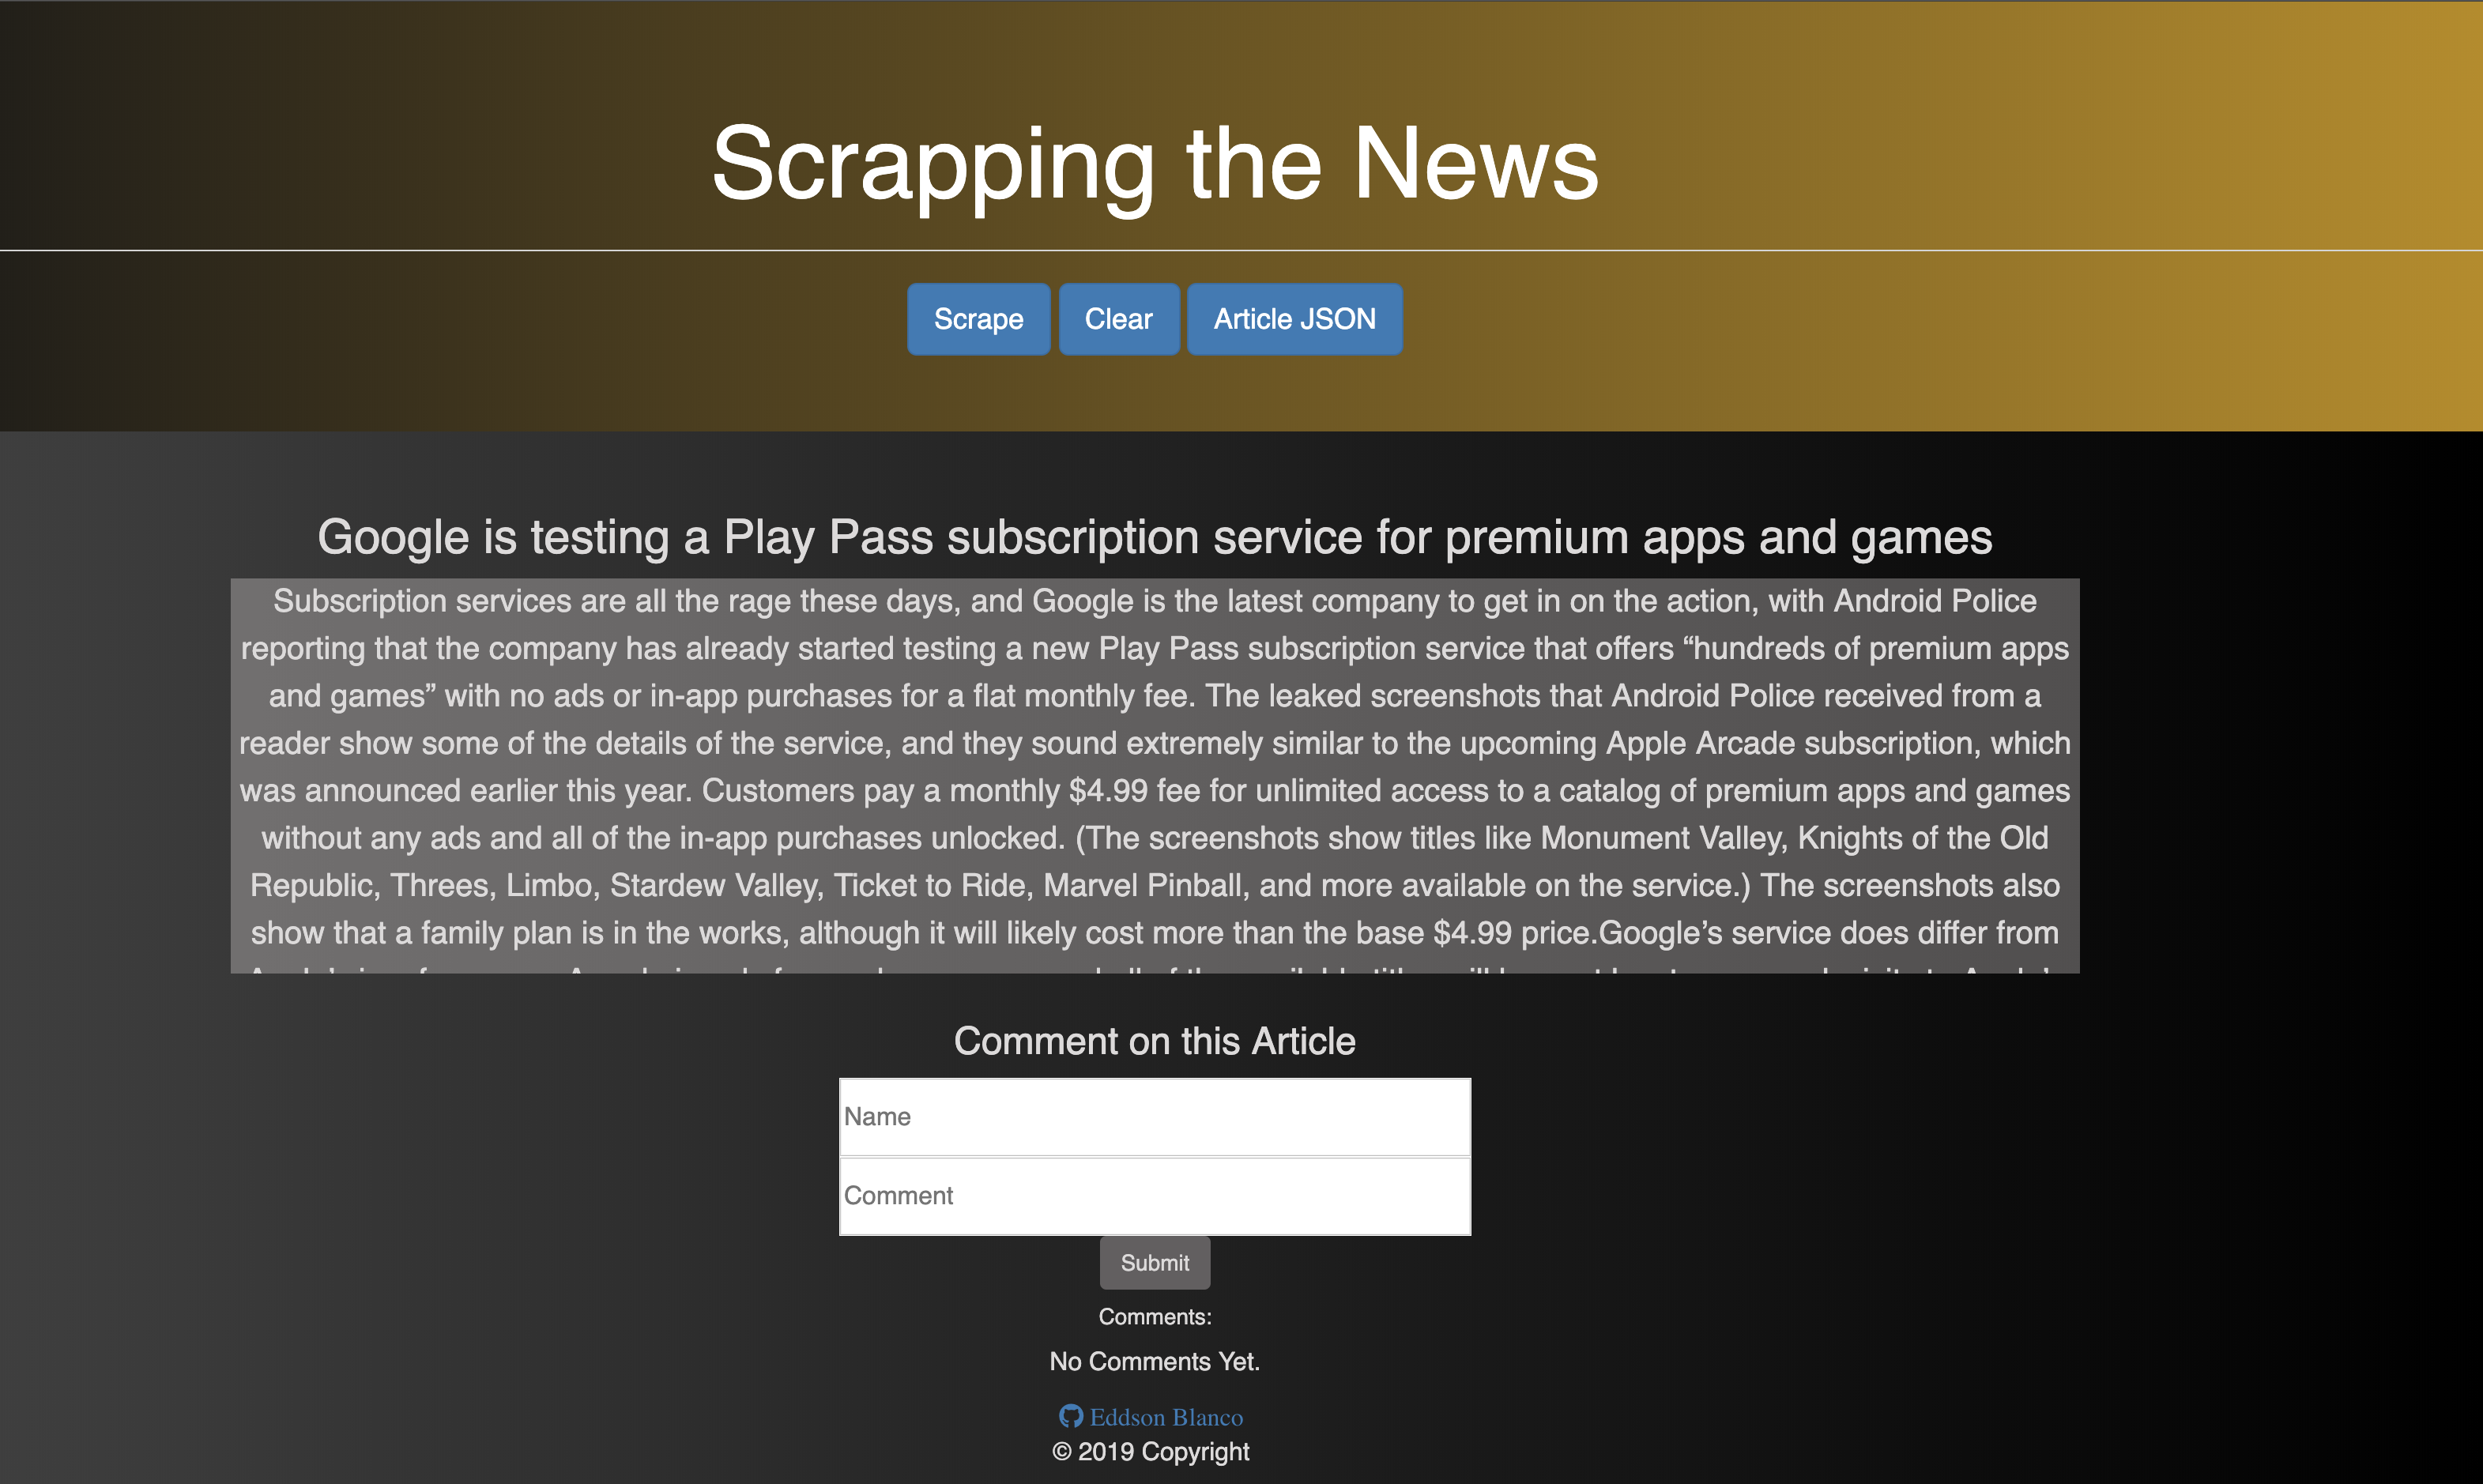 Scrapping the News
Scrape Clear Article JSON
Google is testing a Play Pass subscription service for premium apps and games
Subscription services are all the rage these days, and Google is the latest company to get in on the action, with Android Police
reporting that the company has already started testing a new Play Pass subscription service that offers “hundreds of premium apps
and games” with no ads or in-app purchases for a flat monthly fee. The leaked screenshots that Android Police received from a
reader show some of the details of the service, and they sound extremely similar to the upcoming Apple Arcade subscription, which
was announced earlier this year. Customers pay a monthly $4.99 fee for unlimited access to a catalog of premium apps and games
without any ads and all of the in-app purchases unlocked. (The screenshots show titles like Monument Valley, Knights of the Old
Republic, Threes, Limbo, Stardew Valley, Ticket to Ride, Marvel Pinball, and more available on the service.) The screenshots also
show that a family plan is in the works, although it will likely cost more than the base $4.99 price.Google’s service does differ from
Comment on this Article
Name
Comment
Submit
Comments:
No Comments Yet.
Eddson Blanco
© 2019 Copyright